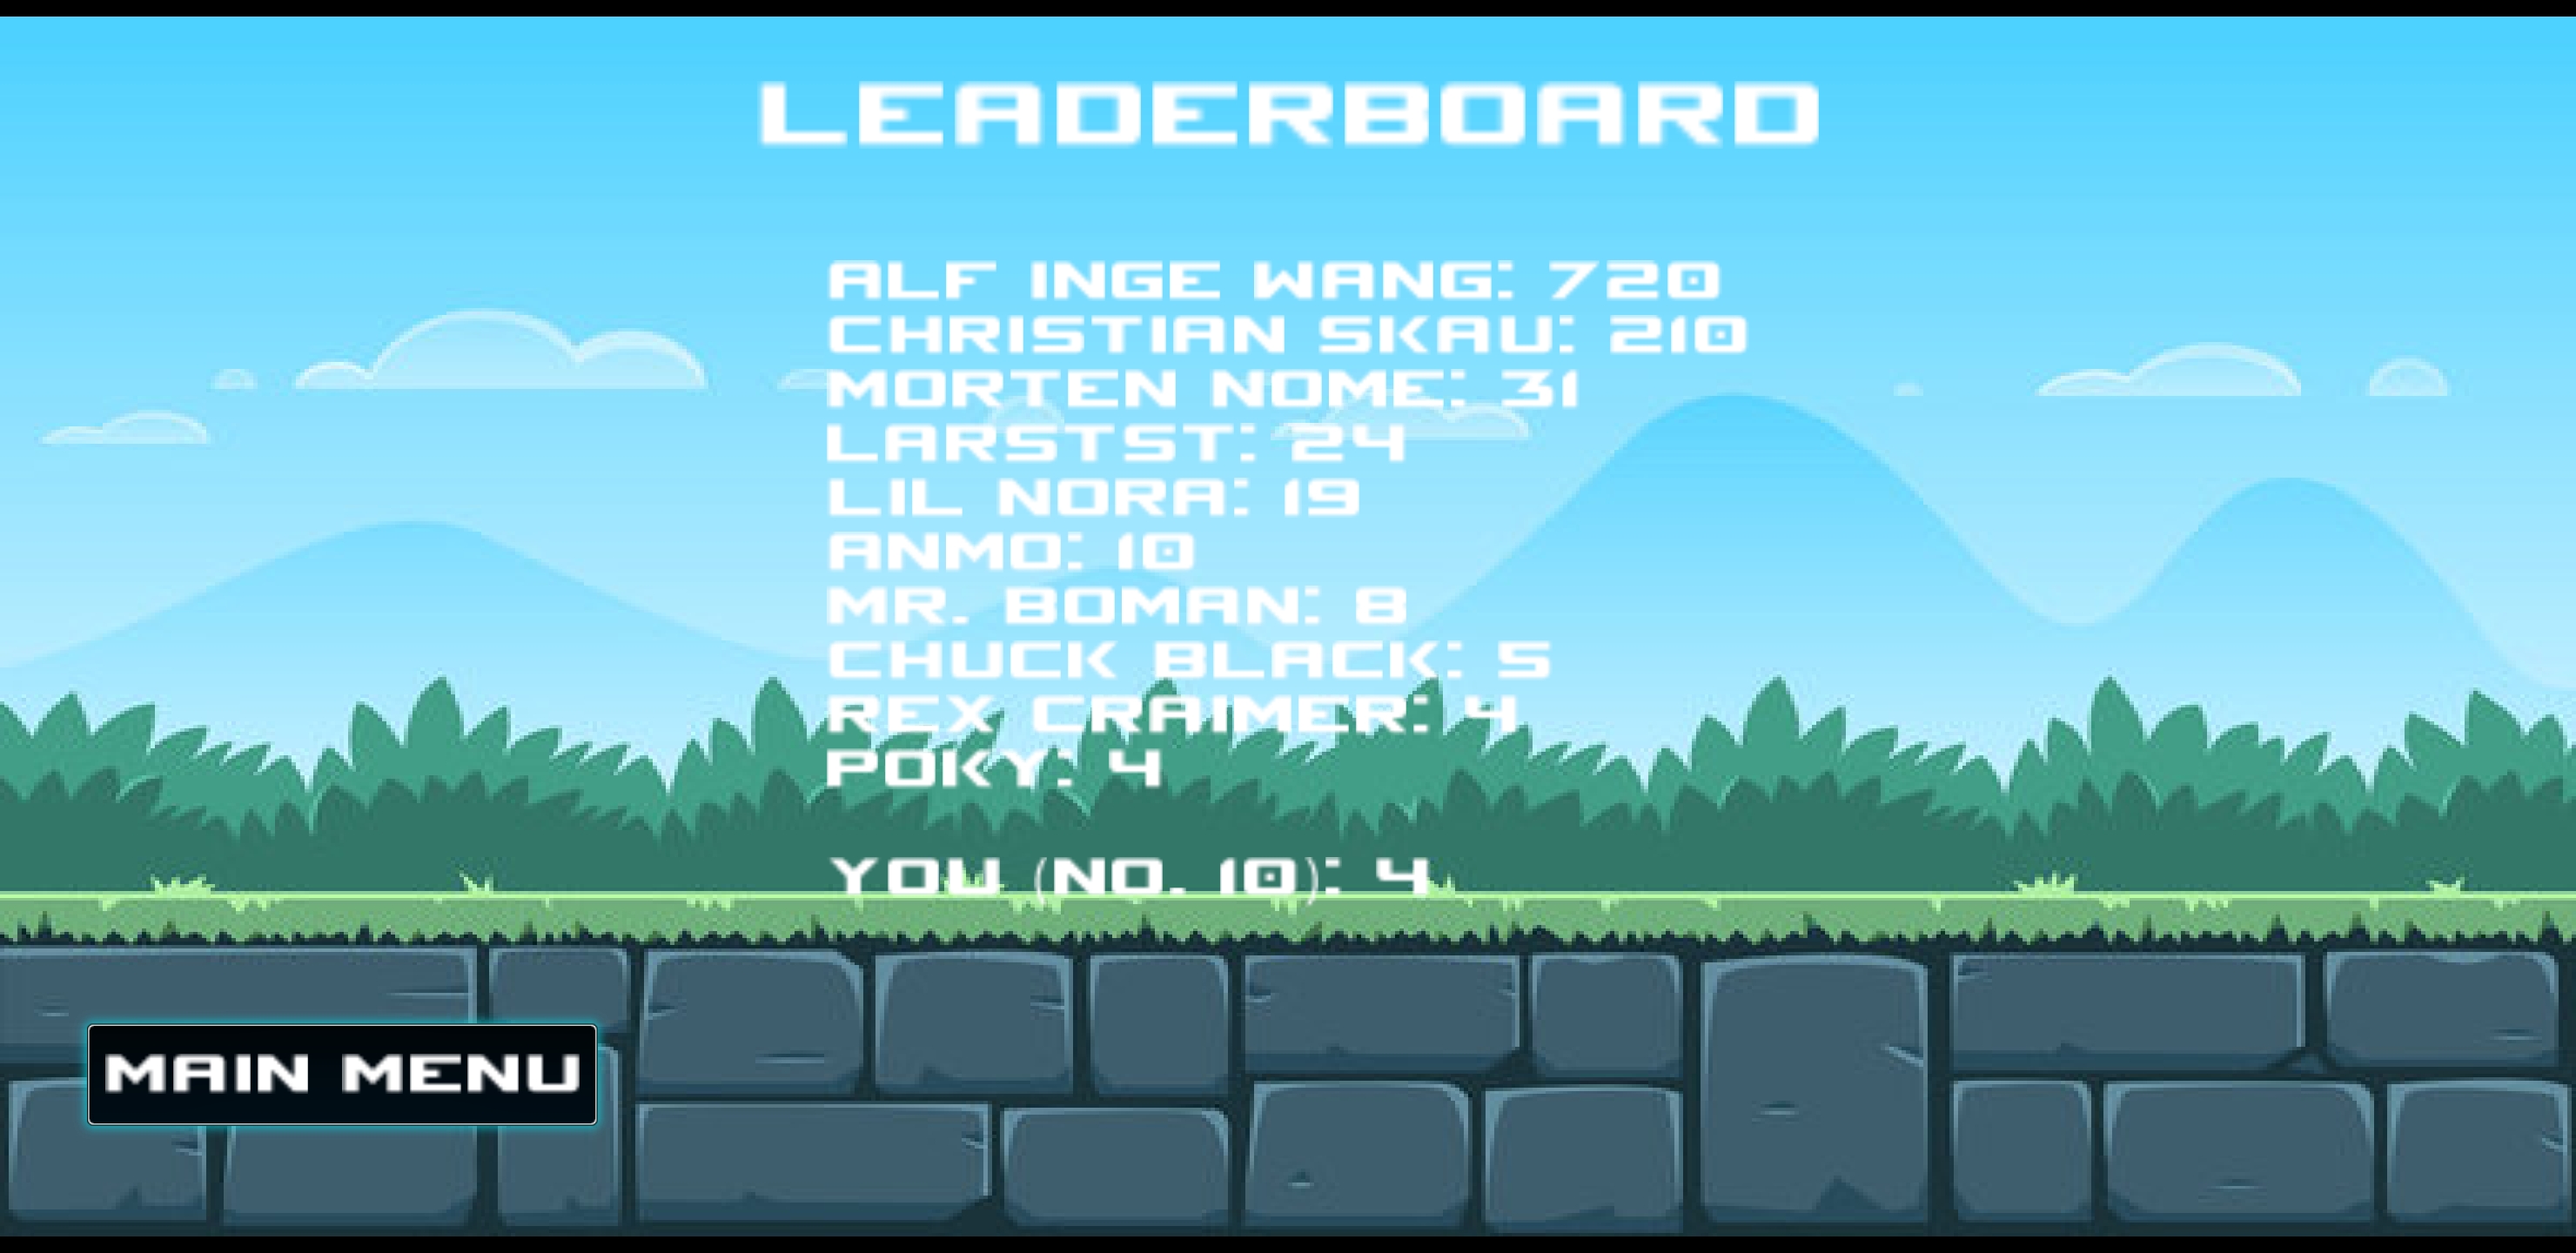 LEADERBOARD
ALF INGE WANG: 720
CHRISTIAN SKAU: 210
MORTEN NOME: 31
LARSTST: 24
LIL NORA: 19
ANMO: 10
MR. BOMAN: 8
CHUCK BLACK: 5
REX CRAIMER: 4
POKY: 4
YOU (NO. 10): 4
MAIN MENU